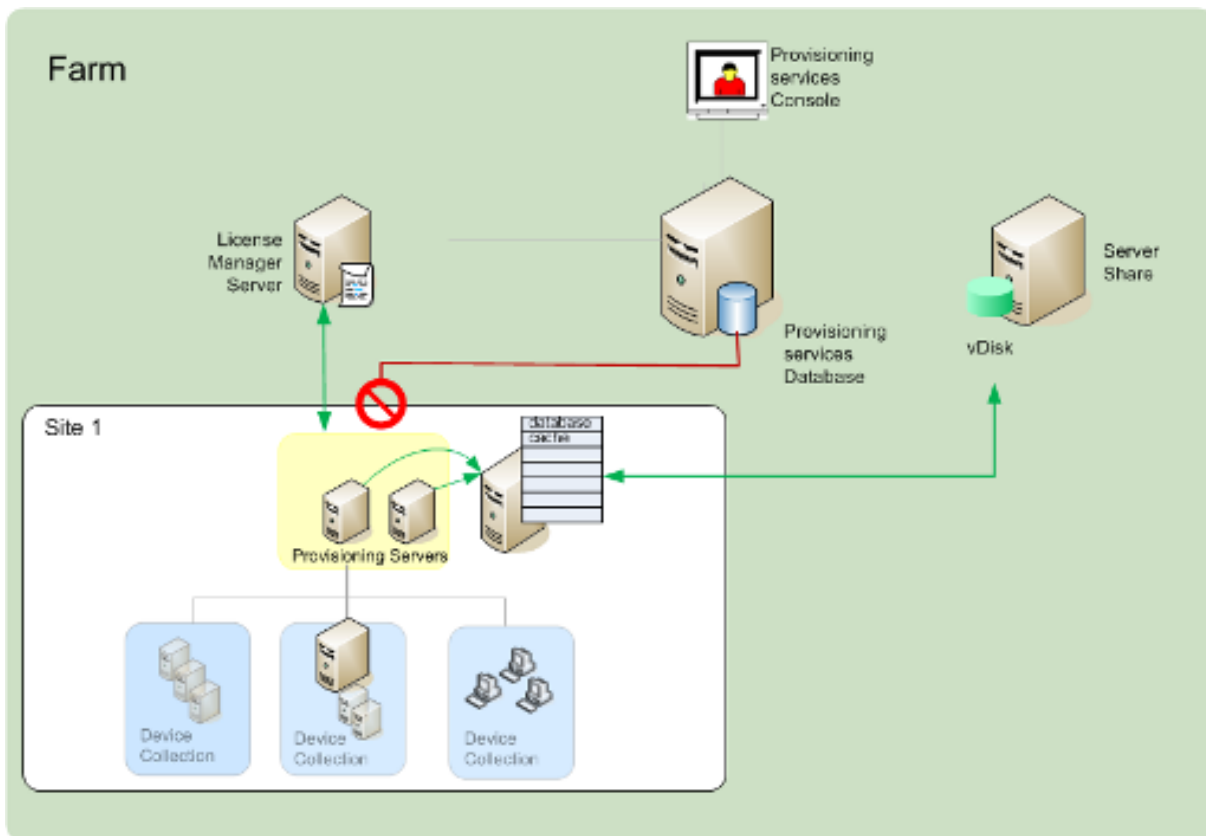 Farm
Provisioning
services
Console
License
Manager
Server
Server
Share
vDisk
Provisioning
services
Database
Site 1
database
cache
Provisioning Servers
Device
Collection
Device
Collection
Device
Collection